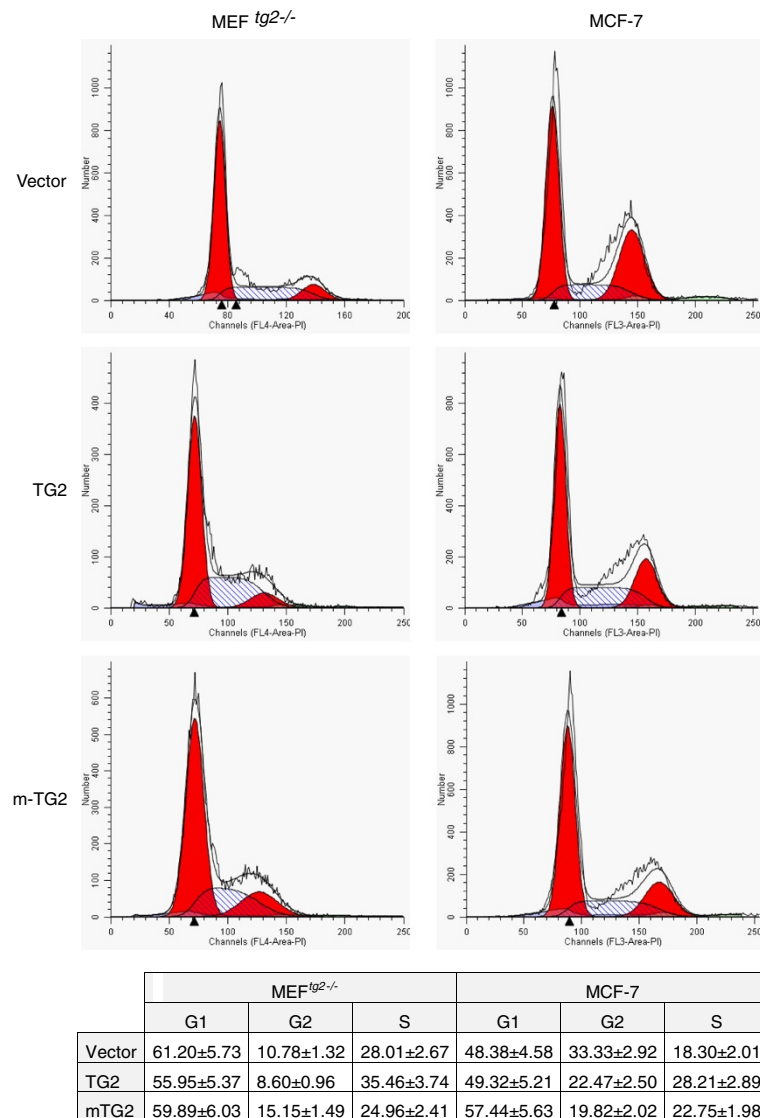 MEF tg2-/- MCF-7
Vector
Number
0 200 400 600 800 1000
0 40 80 120 160 200
Channels (FL4-Area-PI)
Number
0 200 400 600 800 1000
0 50 100 150 200 250
Channels (FL3-Area-PI)
TG2
Number
0 100 200 300 400
0 50 100 150 200 250
Channels (FL4-Area-PI)
Number
0 200 400 600 800
0 50 100 150 200 250
Channels (FL3-Area-PI)
m-TG2
Number
0 100 200 300 400 500 600
0 50 100 150 200 250
Channels (FL4-Area-PI)
Number
0 200 400 600 800 1000
0 50 100 150 200 250
Channels (FL3-Area-PI)
MEFtg2-/- MCF-7
G1 G2 S G1 G2 S
Vector 61.20±5.73 10.78±1.32 28.01±2.67 48.38±4.58 33.33±2.92 18.30±2.01
TG2 55.95±5.37 8.60±0.96 35.46±3.74 49.32±5.21 22.47±2.50 28.21±2.89
mTG2 59.89±6.03 15.15±1.49 24.96±2.41 57.44±5.63 19.82±2.02 22.75±1.98